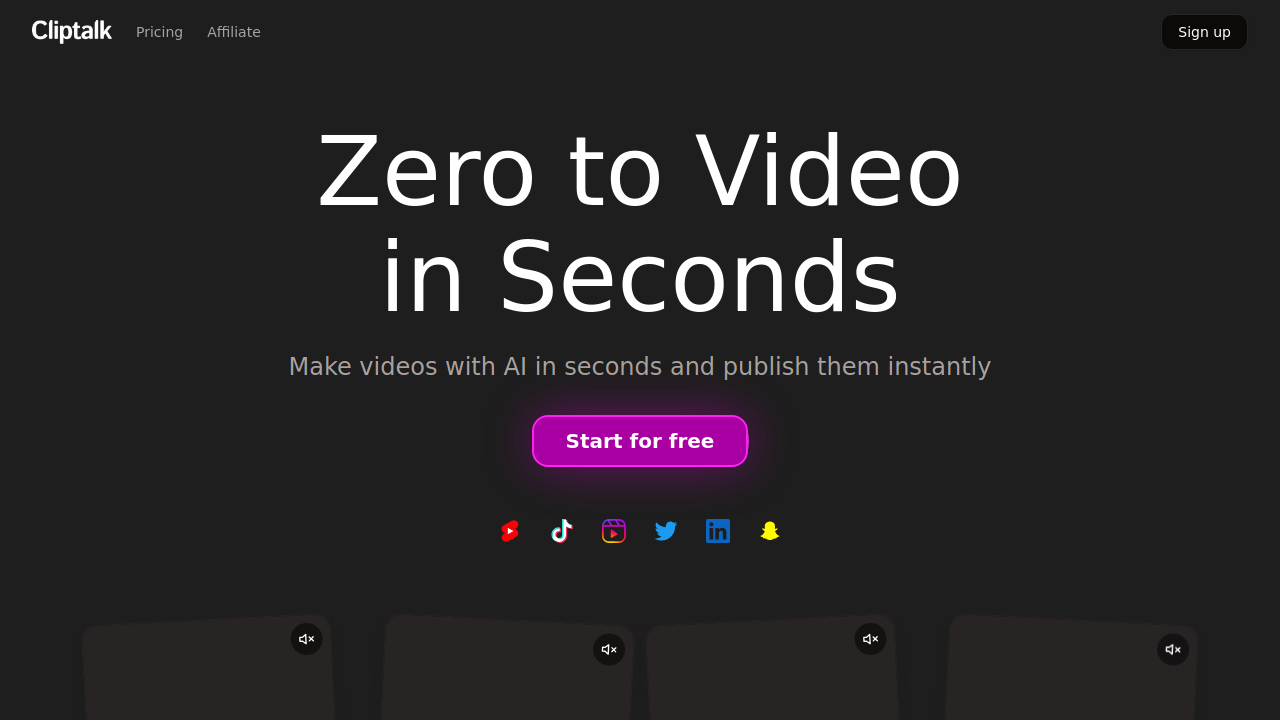 Cliptalk
Pricing
Affiliate
Sign up
Zero to Video
in Seconds
Make videos with AI in seconds and publish them instantly
Start for free